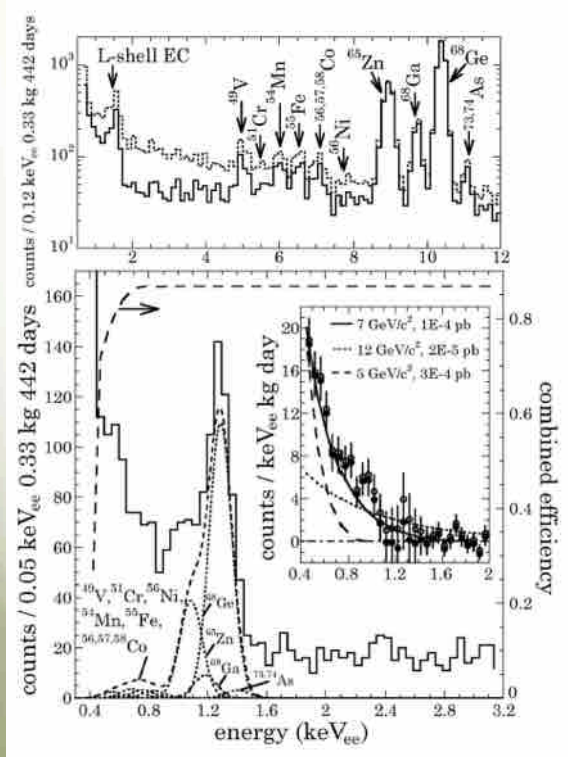 counts / 0.12 keVee 0.33 kg 442 days
10³
10²
10¹
L-shell EC
⁴⁹V
⁵¹Cr
⁵⁴Mn
⁵⁵Fe
⁵⁶,⁵⁷,⁵⁸Co
⁵⁶Ni
⁶⁵Zn
⁶⁸Ga
⁶⁸Ge
⁷³,⁷⁴As
2 4 6 8 10 12
counts / 0.05 keVee 0.33 kg 442 days
160
140
120
100
80
60
40
20
0
⁴⁹V,⁵¹Cr,⁵⁶Ni,
⁵⁴Mn,⁵⁵Fe,
⁵⁶,⁵⁷,⁵⁸Co
⁶⁸Ge
⁶⁵Zn
⁶⁸Ga
⁷³,⁷⁴As
counts / keVee kg day
20
16
12
8
4
0
7 GeV/c², 1E-4 pb
12 GeV/c², 2E-5 pb
5 GeV/c², 3E-4 pb
0.4 0.8 1.2 1.6 2
0.8
0.6
0.4
0.2
0
combined efficiency
0.4 0.8 1.2 1.6 2 2.4 2.8 3.2
energy (keVee)